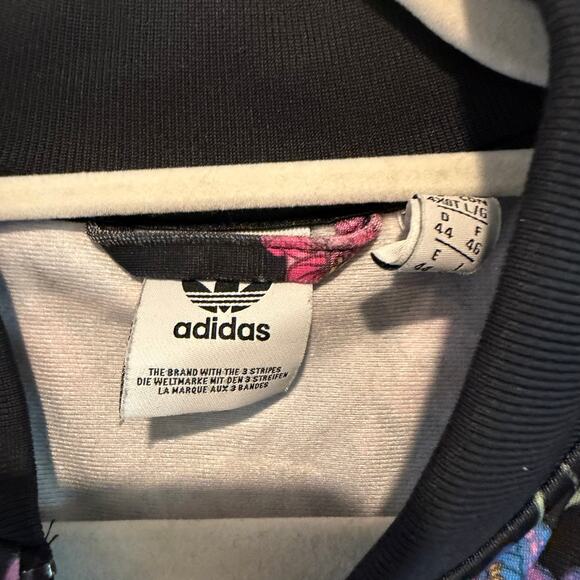 adidas
THE BRAND WITH THE 3 STRIPES
DIE WELTMARKE MIT DEN 3 STREIFEN
LA MARQUE AUX 3 BANDES
L/G
D F
44 46
E